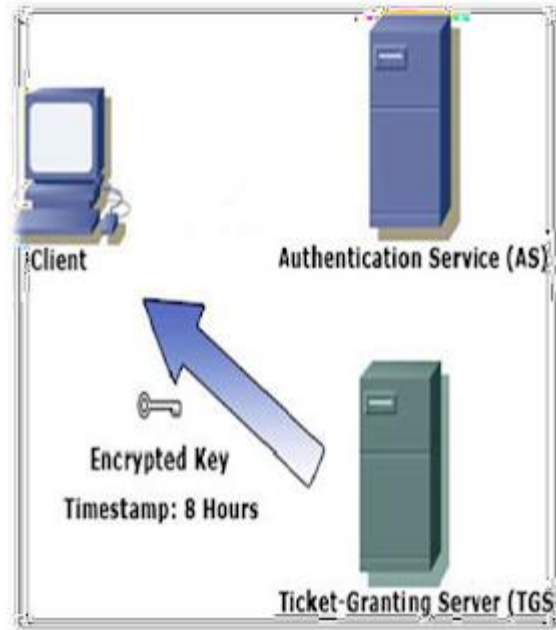 Client
Authentication Service (AS)
Encrypted Key
Timestamp: 8 Hours
Ticket-Granting Server (TGS